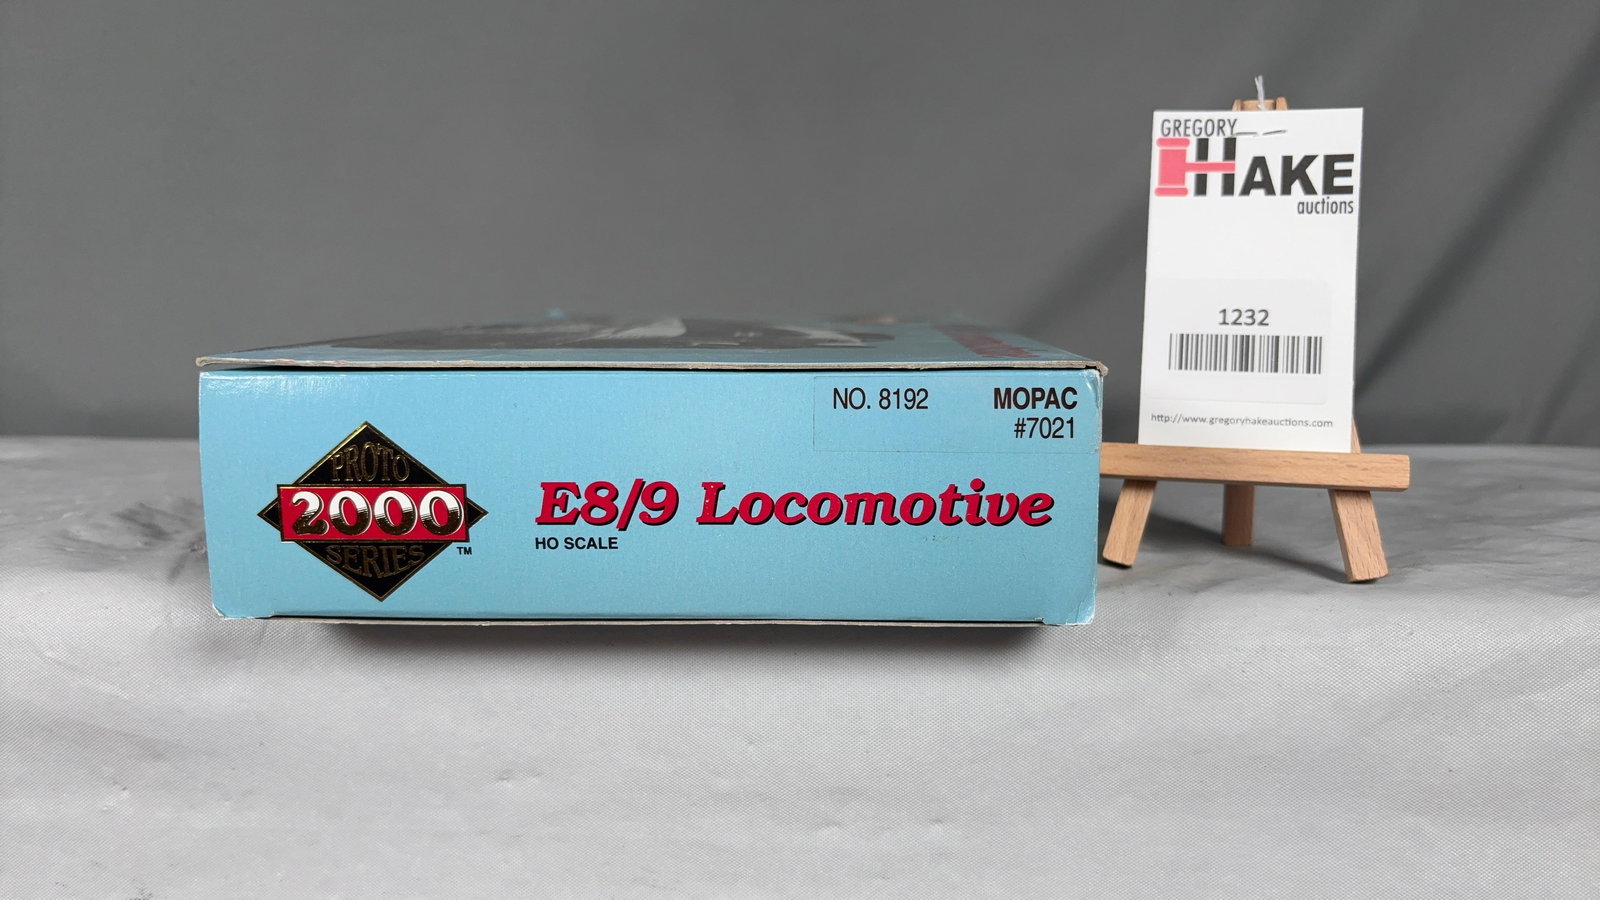 PROTO
2000
SERIES
TM
NO. 8192
MOPAC
#7021
E8/9 Locomotive
HO SCALE
GREGORY
HAKE
auctions
1232
http://www.gregoryhakeauctions.com